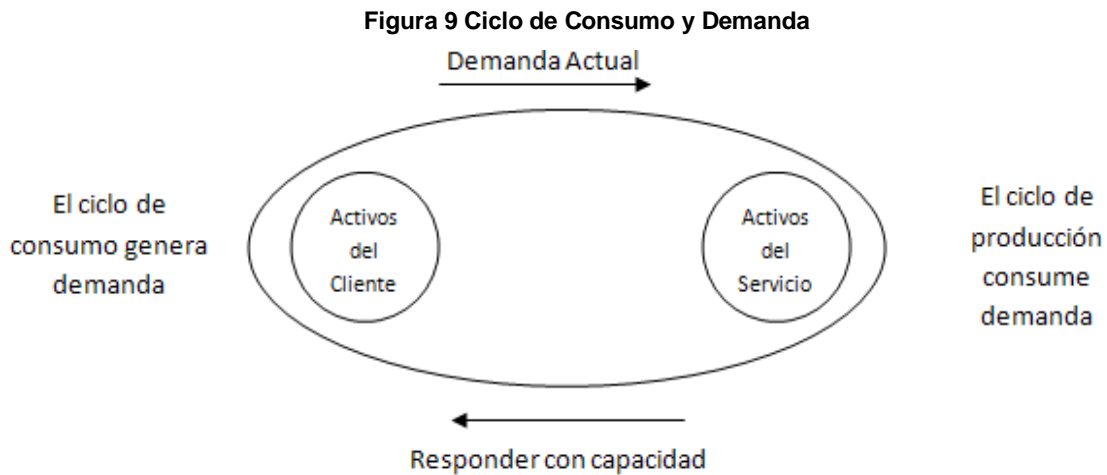 Figura 9 Ciclo de Consumo y Demanda
Demanda Actual
El ciclo de
consumo genera
demanda
Activos
del
Cliente
Activos
del
Servicio
El ciclo de
producción
consume
demanda
Responder con capacidad